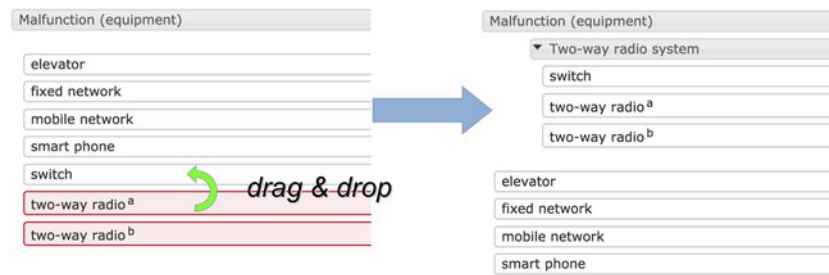 Malfunction (equipment)
elevator
fixed network
mobile network
smart phone
switch
two-way radio a
two-way radio b
drag & drop
Malfunction (equipment)
Two-way radio system
switch
two-way radio a
two-way radio b
elevator
fixed network
mobile network
smart phone